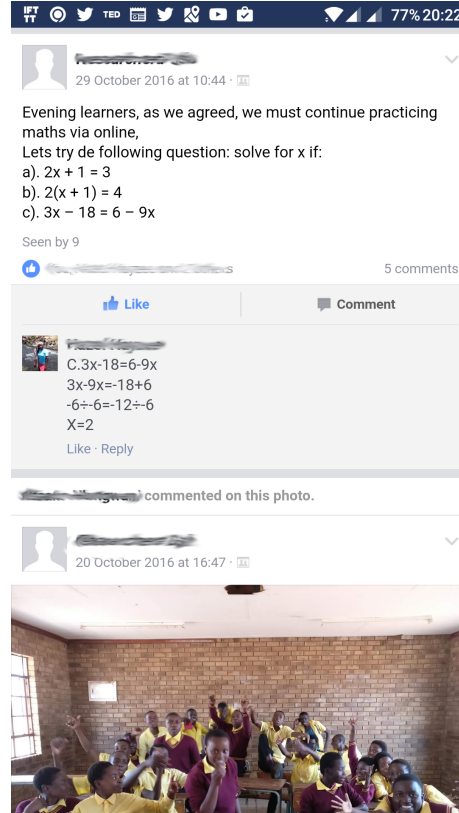 IFTTT TED 77% 20:22
29 October 2016 at 10:44 ·
Evening learners, as we agreed, we must continue practicing
maths via online,
Lets try de following question: solve for x if:
a). 2x + 1 = 3
b). 2(x + 1) = 4
c). 3x – 18 = 6 – 9x
Seen by 9
5 comments
Like Comment
C.3x-18=6-9x
3x-9x=-18+6
-6÷-6=-12÷-6
X=2
Like · Reply
commented on this photo.
20 October 2016 at 16:47 ·